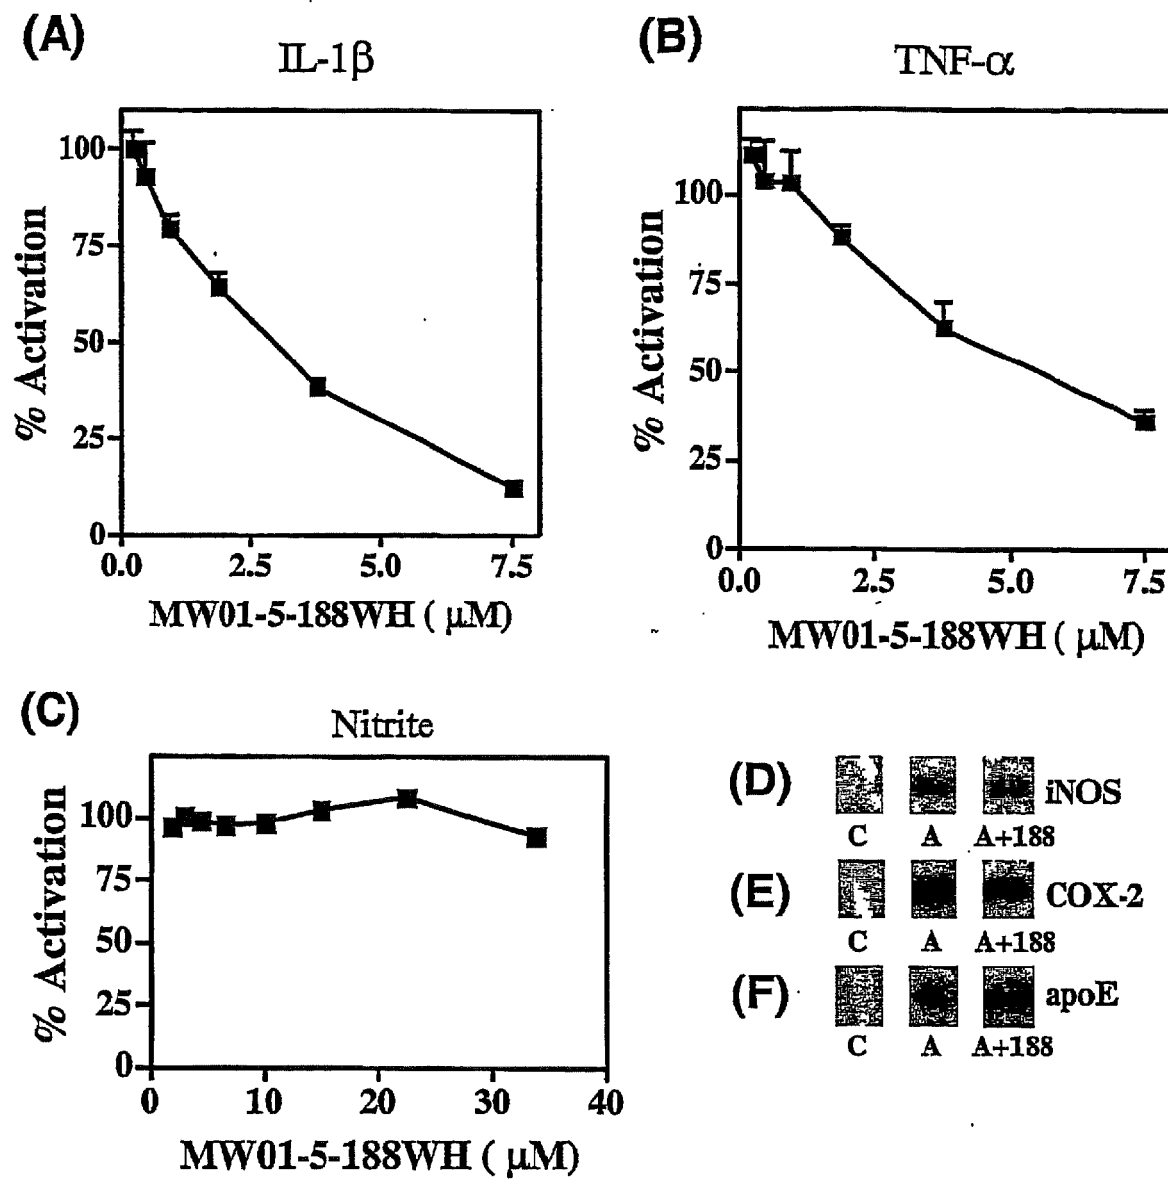 (A)
IL-1β
100
75
50
25
0
% Activation
0.0 2.5 5.0 7.5
MW01-5-188WH ( μM)
(B)
TNF-α
100
75
50
25
0
% Activation
0.0 2.5 5.0 7.5
MW01-5-188WH ( μM)
(C)
Nitrite
100
75
50
25
0
% Activation
0 10 20 30 40
MW01-5-188WH ( μM)
(D)
iNOS
C A A+188
(E)
COX-2
C A A+188
(F)
apoE
C A A+188